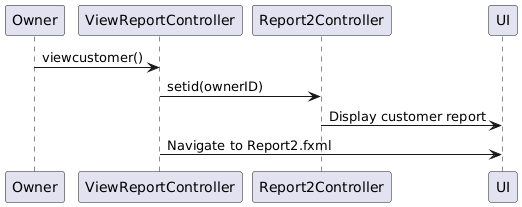 Owner ViewReportController Report2Controller UI
viewcustomer()
setid(ownerID)
Display customer report
Navigate to Report2.fxml
Owner ViewReportController Report2Controller UI